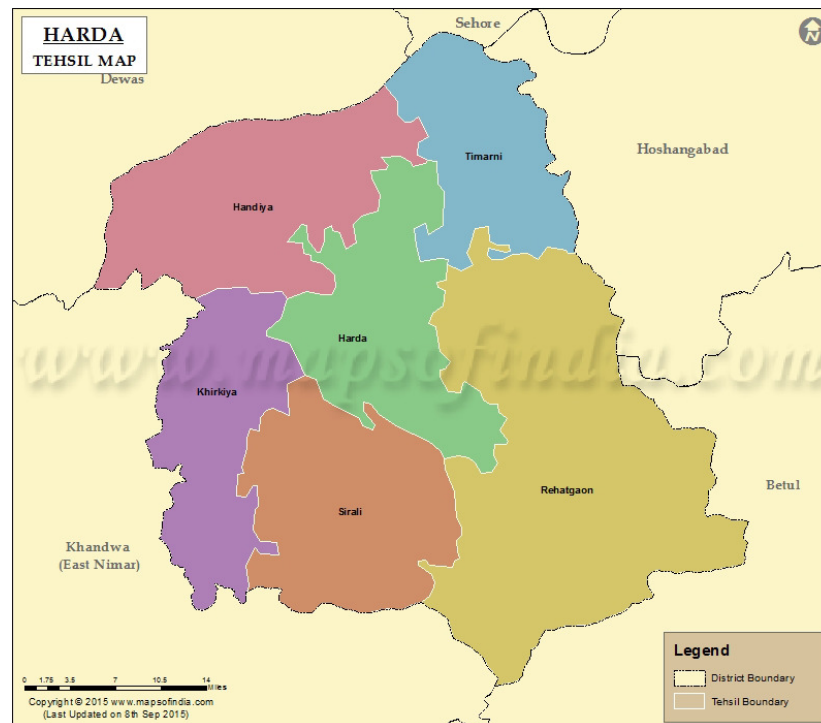 HARDA
TEHSIL MAP
Sehore
N
Dewas
Hoshangabad
Timarni
Handiya
Harda
www.mapsofindia.com
Khirkiya
Rehatgaon
Betul
Sirali
Khandwa
(East Nimar)
Legend
District Boundary
Tehsil Boundary
0 1.75 3.5 7 10.5 14
Miles
Copyright © 2015 www.mapsofindia.com
(Last Updated on 8th Sep 2015)